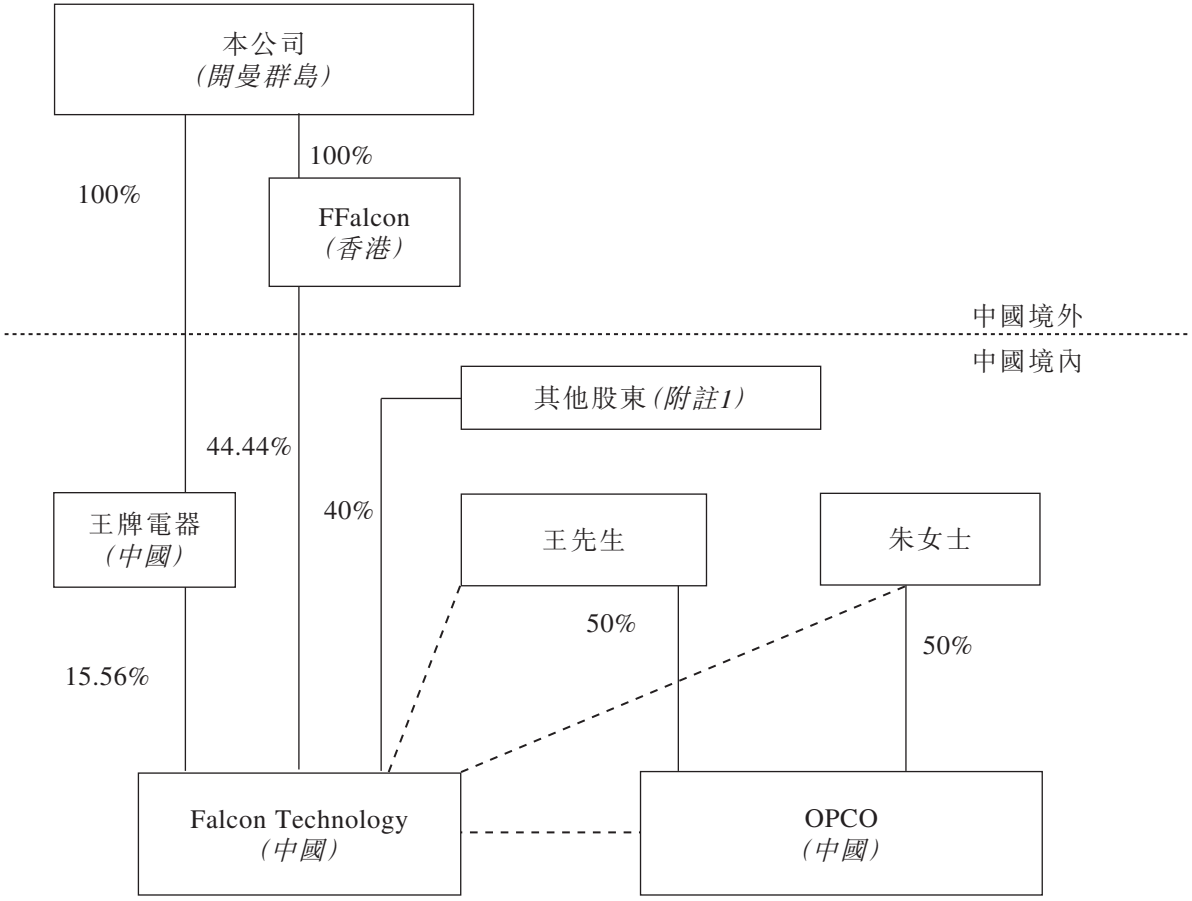 本公司
(開曼群島)
100%
100%
FFalcon
(香港)
中國境外
中國境內
其他股東(附註1)
44.44%
40%
王牌電器
(中國)
王先生
朱女士
50%
50%
15.56%
Falcon Technology
(中國)
OPCO
(中國)